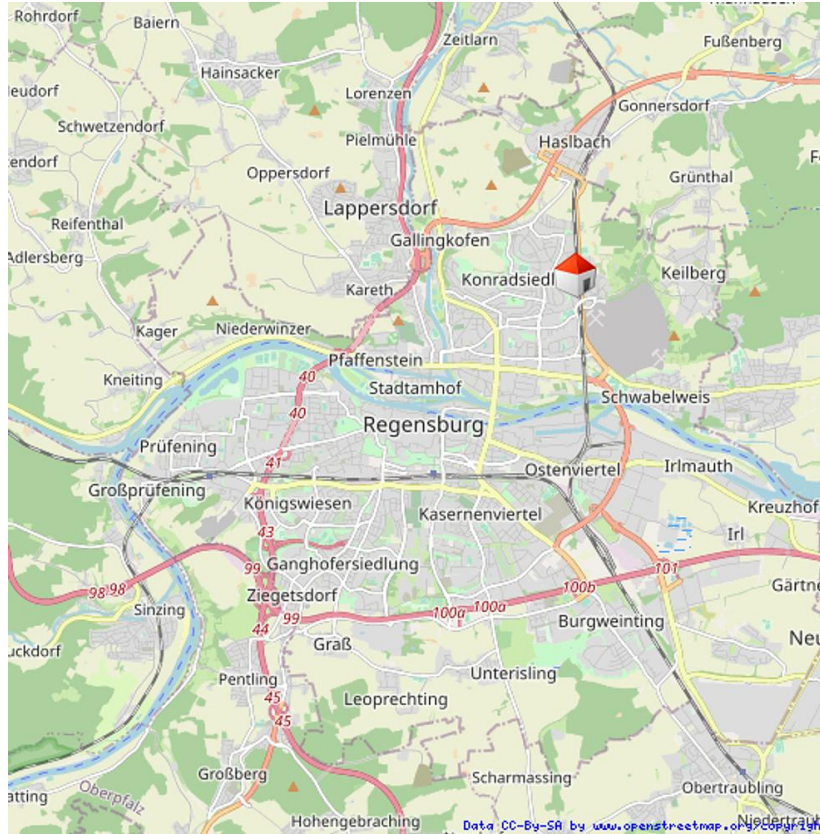 Rohrdorf
Baiern
Zeitlarn
Fußenberg
Hainsacker
Lorenzen
Gonnersdorf
Schwetzendorf
Pielmühle
Haslbach
Oppersdorf
Grünthal
Lappersdorf
Reifenthal
Gallingkofen
Adlersberg
Konradsiedl
Keilberg
Kareth
Kager
Niederwinzer
Pfaffenstein
Kneiting
40
Stadtamhof
Schwabelweis
40
Regensburg
Prüfening
41
Ostenviertel
Irlmauth
Großprüfening
Königswiesen
Kasernenviertel
Kreuzhof
43
Irl
99
Ganghofersiedlung
101
98
98
100b
Ziegetsdorf
Sinzing
100a
100a
99
Burgweinting
44
Graß
Unterisling
Pentling
45
Leoprechting
45
Großberg
Scharmassing
Obertraubling
Oberpfalz
Hohengebraching
Data CC-By-SA by www.openstreetmap.org/copyrigh